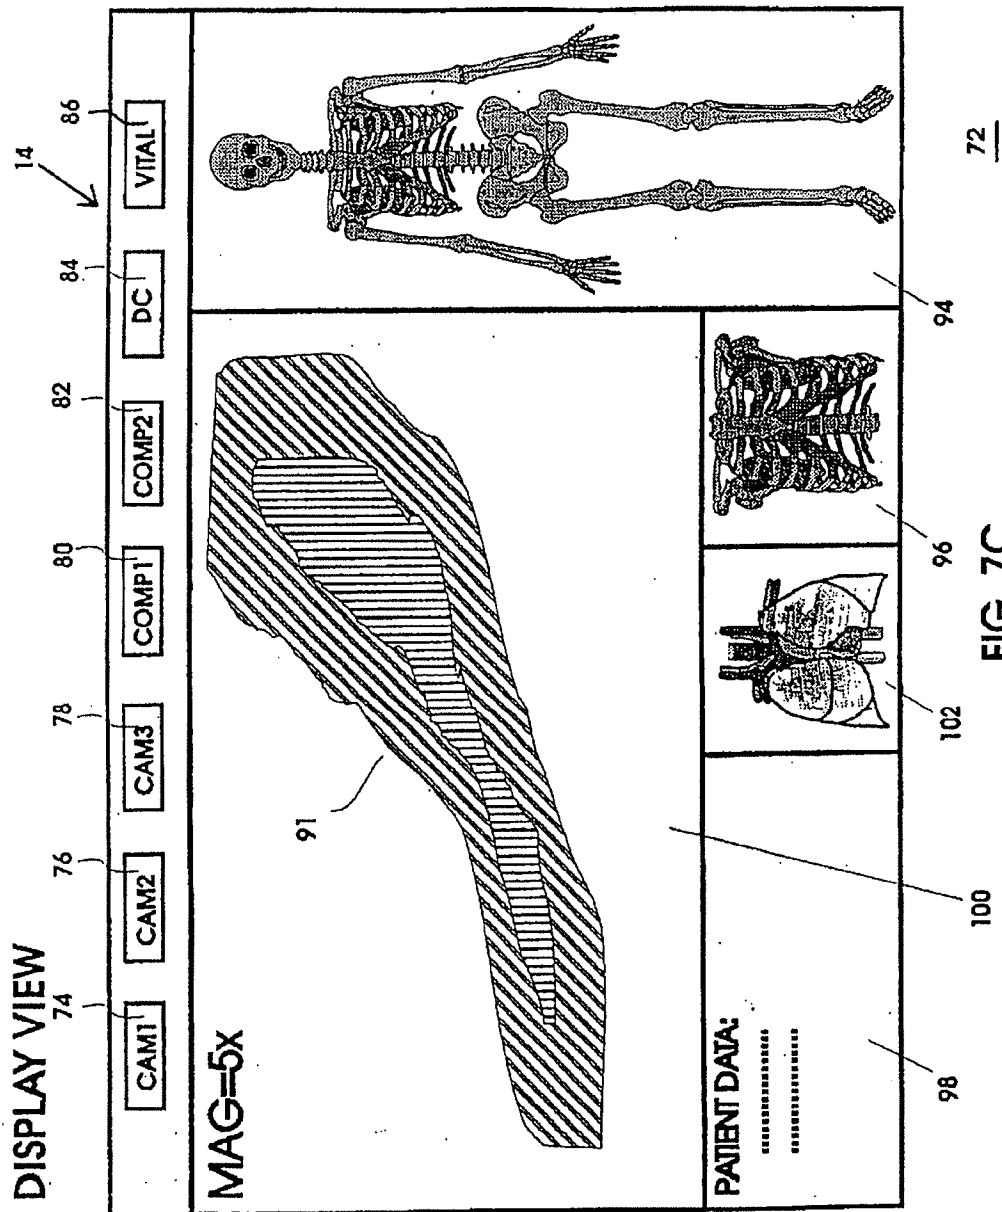 DISPLAY VIEW
14
74 76 78 80 82 84 86
CAM1 CAM2 CAM3 COMP1 COMP2 DC VITAL
MAG=5X
91
PATIENT DATA:
98 100 102 96 94
72
FIG. 7C